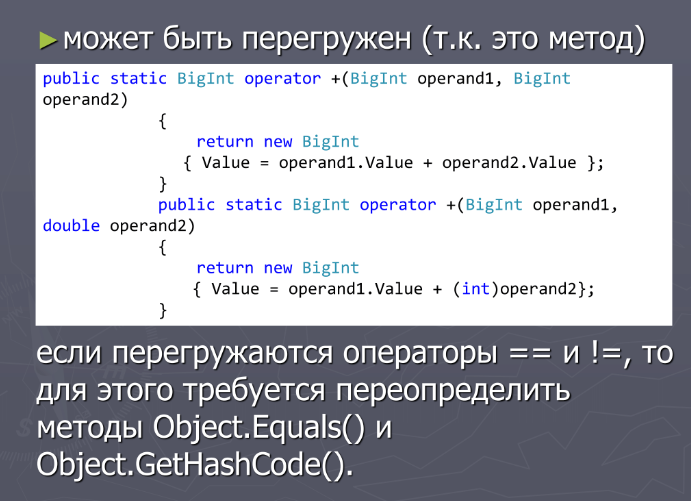 ►может быть перегружен (т.к. это метод)
public static BigInt operator +(BigInt operand1, BigInt
operand2)
{
return new BigInt
{ Value = operand1.Value + operand2.Value };
}
public static BigInt operator +(BigInt operand1,
double operand2)
{
return new BigInt
{ Value = operand1.Value + (int)operand2};
}
если перегружаются операторы == и !=, то
для этого требуется переопределить
методы Object.Equals() и
Object.GetHashCode().